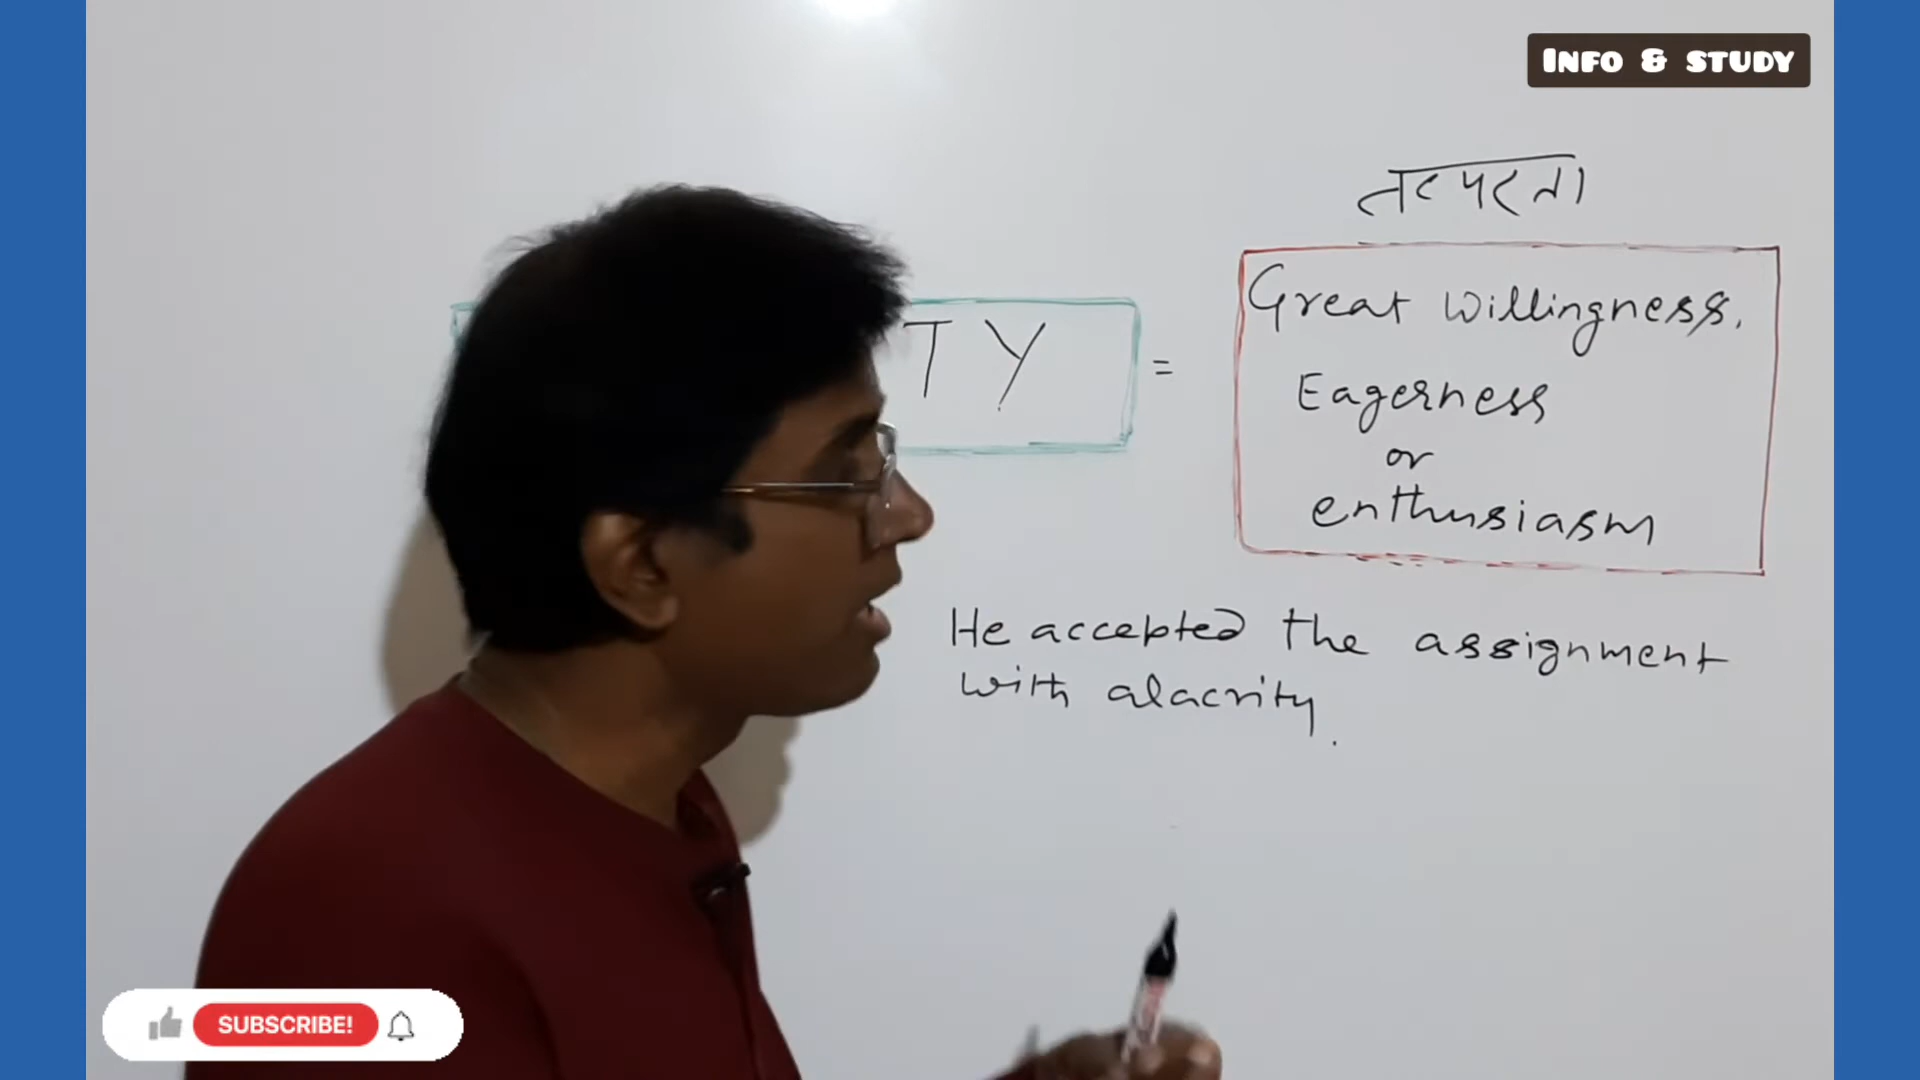 INFO & STUDY
तत्परता
TY =
Great willingness,
Eagerness
or
enthusiasm
He accepted the assignment
with alacrity.
SUBSCRIBE!